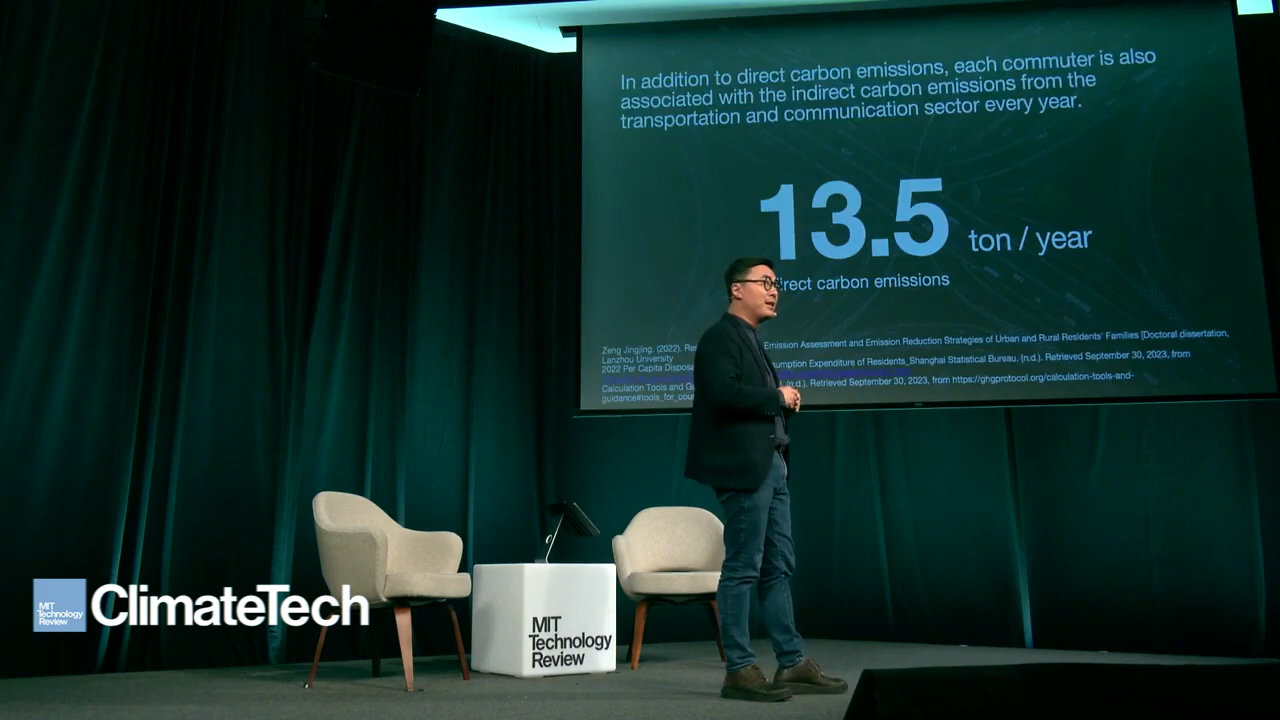 In addition to direct carbon emissions, each commuter is also
associated with the indirect carbon emissions from the
transportation and communication sector every year.
13.5 ton / year
direct carbon emissions
Zeng Jingjing. (2022). Emission Assessment and Emission Reduction Strategies of Urban and Rural Residents' Families [Doctoral dissertation,
Lanzhou University
2022 Per Capita Expenditure of Residents_Shanghai Statistical Bureau. (n.d.). Retrieved September 30, 2023, from
Calculation Tools and (n.d.). Retrieved September 30, 2023, from https://ghgprotocol.org/calculation-tools-and-
guidance#tools_for_cou
MIT
Technology
Review
ClimateTech
MIT
Technology
Review